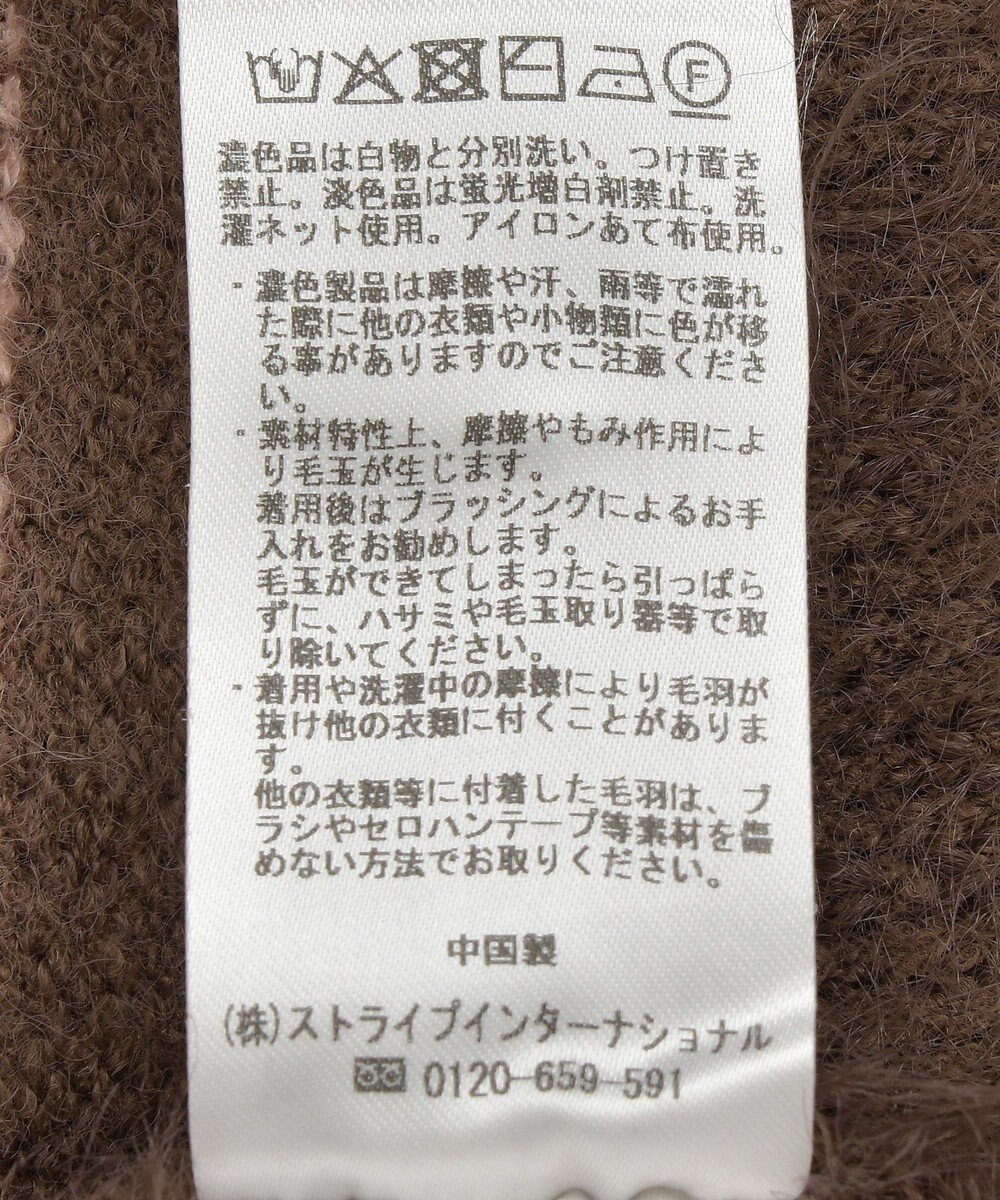 F
濃色品は白物と分別洗い。つけ置き
禁止。淡色品は蛍光増白剤禁止。洗
濯ネット使用。アイロンあて布使用。
・濃色製品は摩擦や汗、雨等で濡れ
た際に他の衣類や小物類に色が移
る事がありますのでご注意くださ
い。
・素材特性上、摩擦やもみ作用によ
り毛玉が生じます。
着用後はブラッシングによるお手
入れをお勧めします。
毛玉ができてしまったら引っぱら
ずに、ハサミや毛玉取り器等で取
り除いてください。
・着用や洗濯中の摩擦により毛羽が
抜け他の衣類に付くことがありま
す。
他の衣類等に付着した毛羽は、ブ
ラシやセロハンテープ等素材を傷
めない方法でお取りください。
中国製
(株)ストライプインターナショナル
0120-659-591